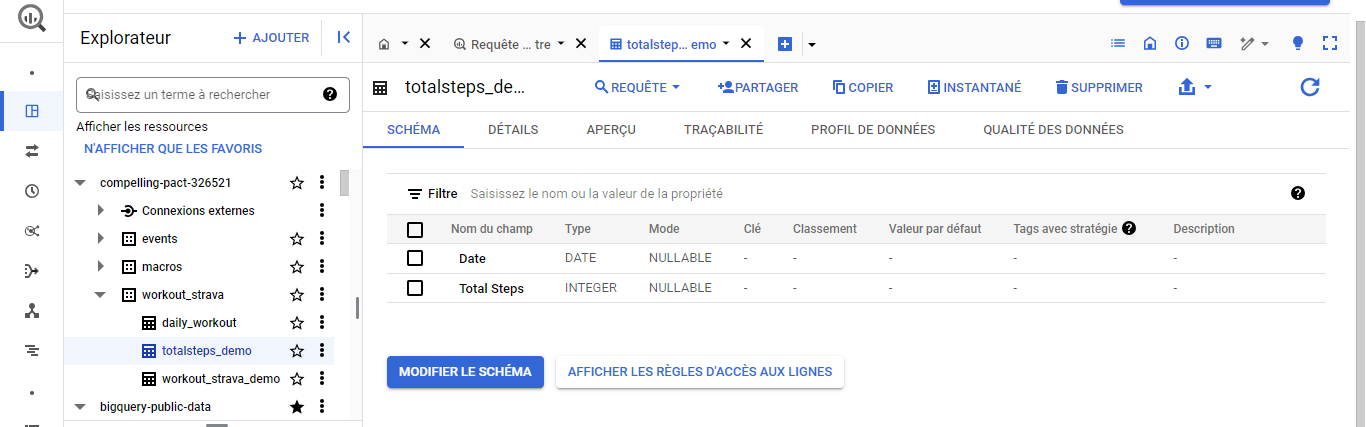 Explorateur
AJOUTER
Requête ... tre
totalstep... emo
Saisissez un terme à rechercher
Afficher les ressources
N'AFFICHER QUE LES FAVORIS
compelling-pact-326521
Connexions externes
events
macros
workout_strava
daily_workout
totalsteps_demo
workout_strava_demo
bigquery-public-data
totalsteps_de...
REQUÊTE
PARTAGER
COPIER
INSTANTANÉ
SUPPRIMER
SCHÉMA DÉTAILS APERÇU TRAÇABILITÉ PROFIL DE DONNÉES QUALITÉ DES DONNÉES
Filtre Saisissez le nom ou la valeur de la propriété
Nom du champ Type Mode Clé Classement Valeur par défaut Tags avec stratégie Description
Date DATE NULLABLE - - - - -
Total Steps INTEGER NULLABLE - - - - -
MODIFIER LE SCHÉMA
AFFICHER LES RÈGLES D'ACCÈS AUX LIGNES